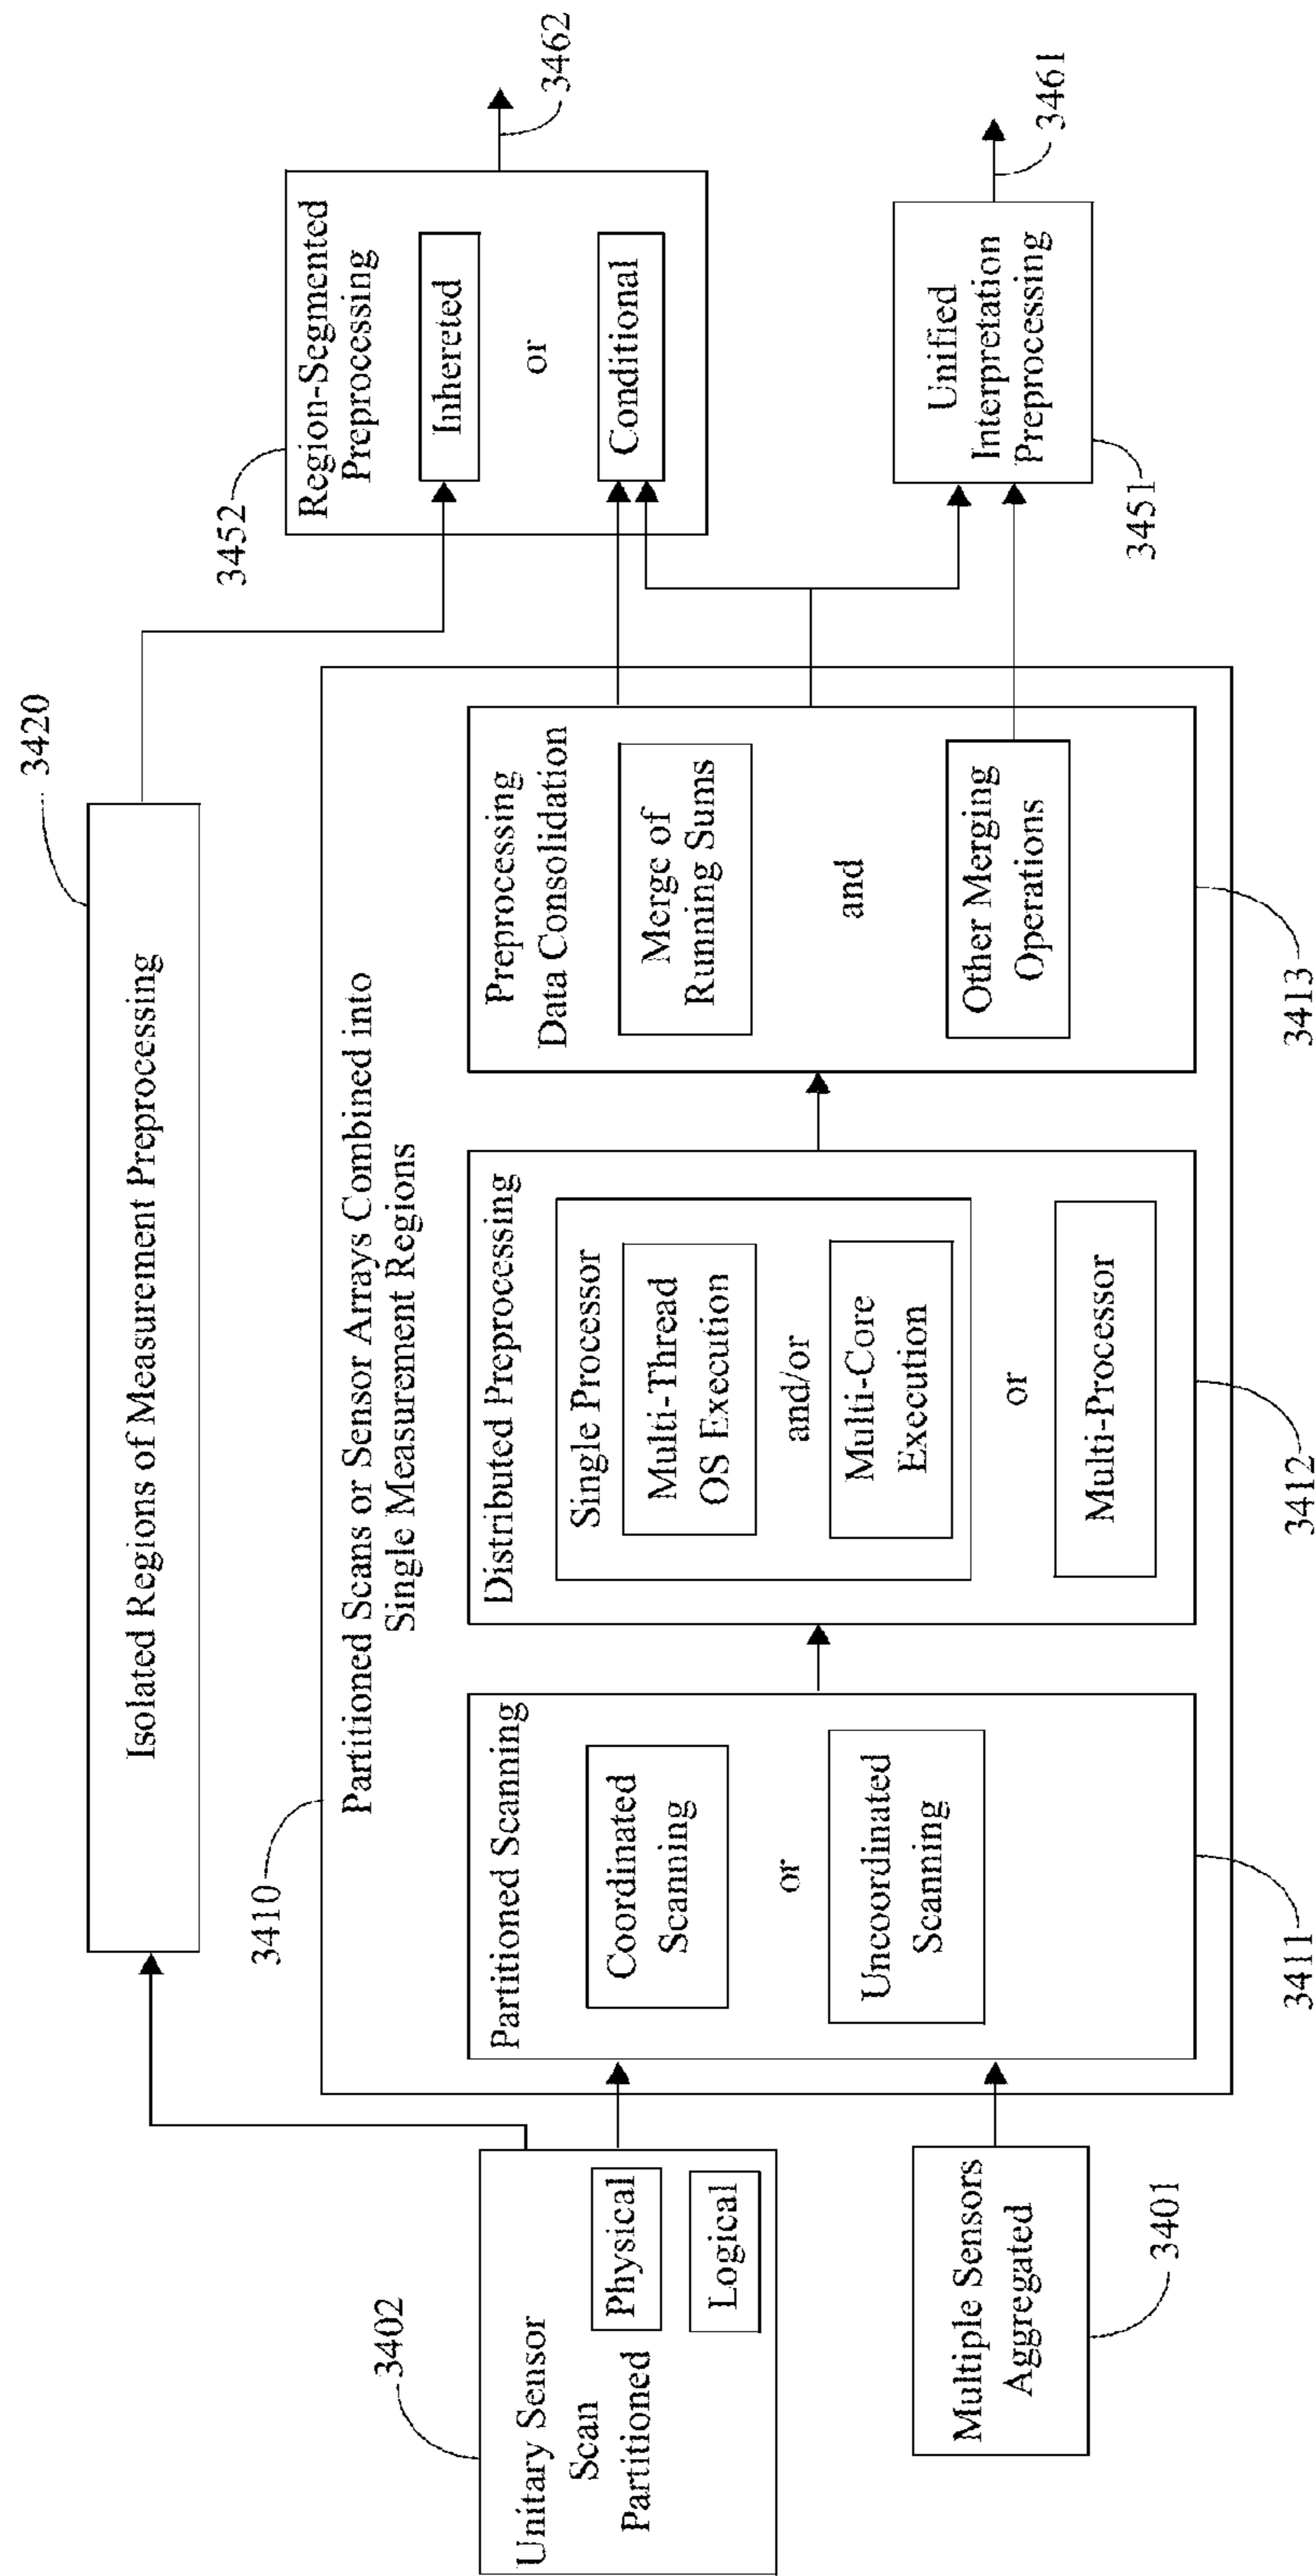 3420
Isolated Regions of Measurement Preprocessing
3402
Unitary Sensor
Scan
Partitioned
Physical
Logical
Multiple Sensors
Aggregated
3401
3410
Partitioned Scans or Sensor Arrays Combined into
Single Measurement Regions
Partitioned Scanning
Coordinated
Scanning
or
Uncoordinated
Scanning
3411
Distributed Preprocessing
Single Processor
Multi-Thread
OS Execution
and/or
Multi-Core
Execution
or
Multi-Processor
3412
Preprocessing
Data Consolidation
Merge of
Running Sums
and
Other Merging
Operations
3413
3452
Region-Segmented
Preprocessing
Inhereted
or
Conditional
3462
Unified
Interpretation
Preprocessing
3451
3461